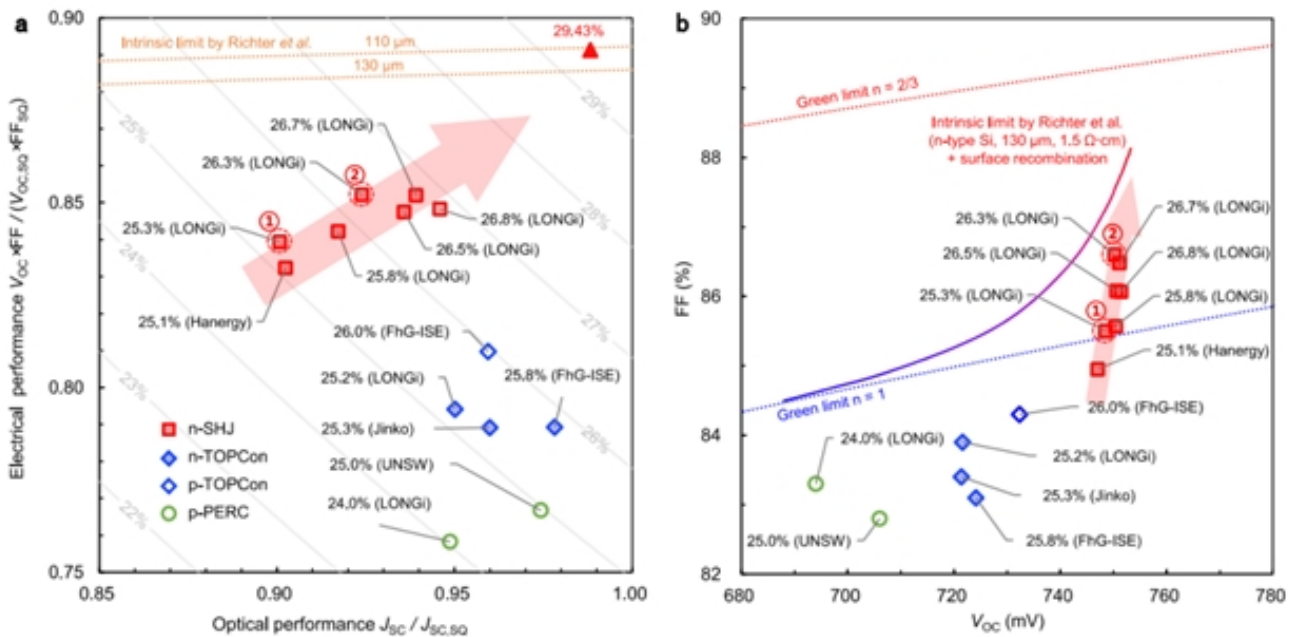 a
Electrical performance V_OC×FF / (V_OC,SQ×FF_SQ)
0.90
0.85
0.80
0.75
0.85
0.90
0.95
1.00
Optical performance J_SC / J_SC,SQ
Intrinsic limit by Richter et al.
110 μm
130 μm
29,43%
25%
24%
23%
22%
29%
28%
27%
26%
26.7% (LONGi)
26.3% (LONGi)
②
①
25.3% (LONGi)
26.8% (LONGi)
26.5% (LONGi)
25.8% (LONGi)
25,1% (Hanergy)
26.0% (FhG-ISE)
25.2% (LONGi)
25.8% (FhG-ISE)
25.3% (Jinko)
25.0% (UNSW)
24.0% (LONGi)
n-SHJ
n-TOPCon
p-TOPCon
p-PERC
b
FF (%)
90
88
86
84
82
680
700
720
740
760
780
V_OC (mV)
Green limit n = 2/3
Intrinsic limit by Richter et al.
(n-type Si, 130 μm, 1.5 Ω·cm)
+ surface recombination
26.3% (LONGi)
②
26.7% (LONGi)
26.5% (LONGi)
26.8% (LONGi)
25.3% (LONGi)
①
25.8% (LONGi)
25.1% (Hanergy)
Green limit n = 1
26.0% (FhG-ISE)
24.0% (LONGi)
25.2% (LONGi)
25.3% (Jinko)
25.0% (UNSW)
25.8% (FhG-ISE)